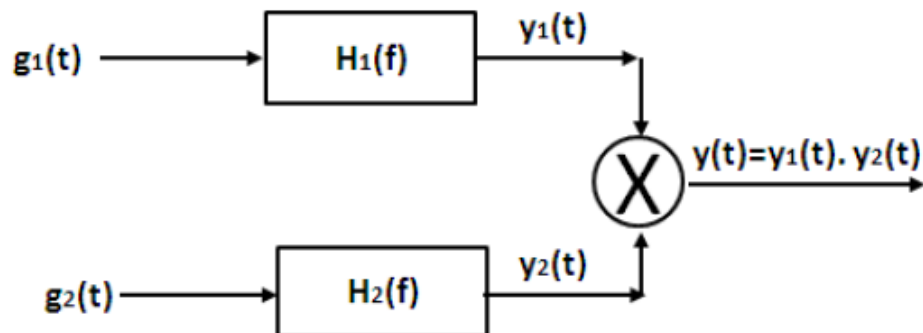 y1(t)
g1(t)
H1(f)
X
y(t)=y1(t). y2(t)
y2(t)
g2(t)
H2(f)